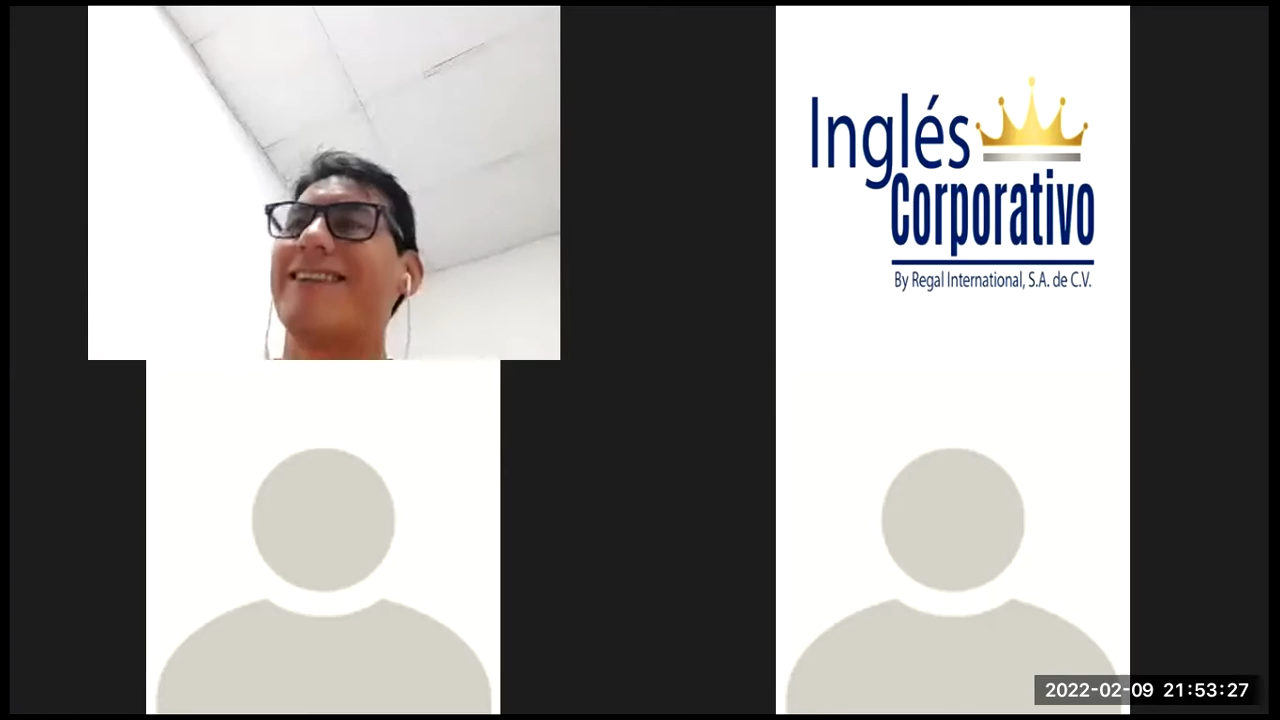 Inglés
Corporativo
By Regal International, S.A. de C.V.
2022-02-09 21:53:27